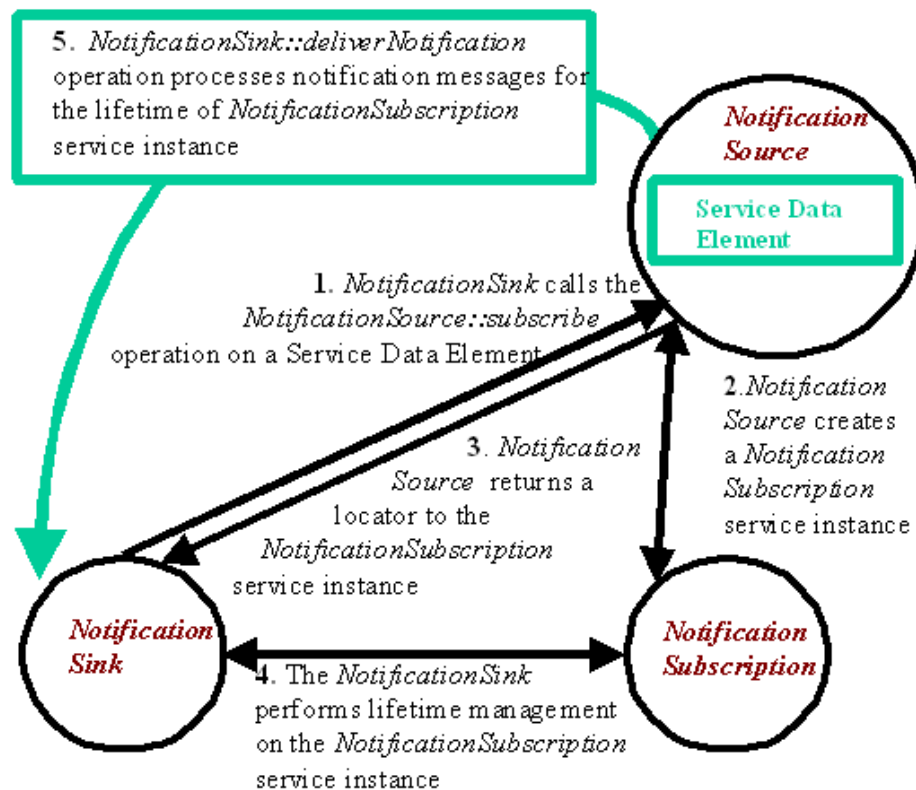 5. NotificationSink::deliverNotification
operation processes notification messages for
the lifetime of NotificationSubscription
service instance
Notification
Source
Service Data
Element
1. NotificationSink calls the
NotificationSource::subscribe
operation on a Service Data Element
2.Notification
Source creates
a Notification
Subscription
service instance
3. Notification
Source returns a
locator to the
NotificationSubscription
service instance
Notification
Sink
Notification
Subscription
4. The NotificationSink
performs lifetime management
on the NotificationSubscription
service instance